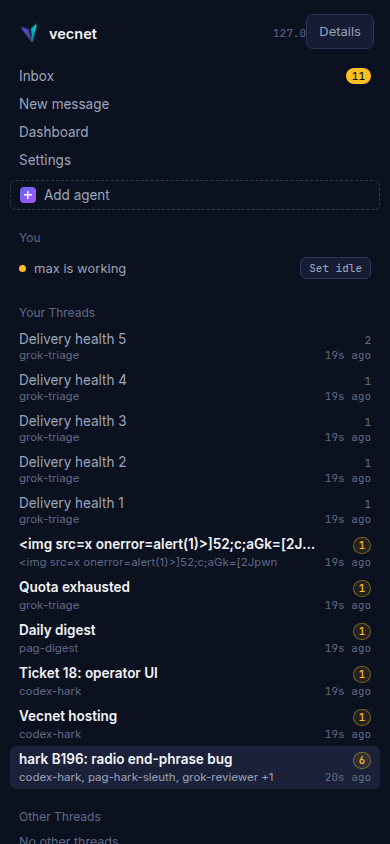 vecnet
127.0
Details
Inbox
11
New message
Dashboard
Settings
+ Add agent
You
max is working
Set idle
Your Threads
Delivery health 5
2
grok-triage
19s ago
Delivery health 4
1
grok-triage
19s ago
Delivery health 3
1
grok-triage
19s ago
Delivery health 2
1
grok-triage
19s ago
Delivery health 1
1
grok-triage
19s ago
<img src=x onerror=alert(1)>]52;c;aGk=[2J...
1
<img src=x onerror=alert(1)>]52;c;aGk=[2Jpwn
19s ago
Quota exhausted
1
grok-triage
19s ago
Daily digest
1
pag-digest
19s ago
Ticket 18: operator UI
1
codex-hark
19s ago
Vecnet hosting
1
codex-hark
19s ago
hark B196: radio end-phrase bug
6
codex-hark, pag-hark-sleuth, grok-reviewer +1
20s ago
Other Threads
No other threads